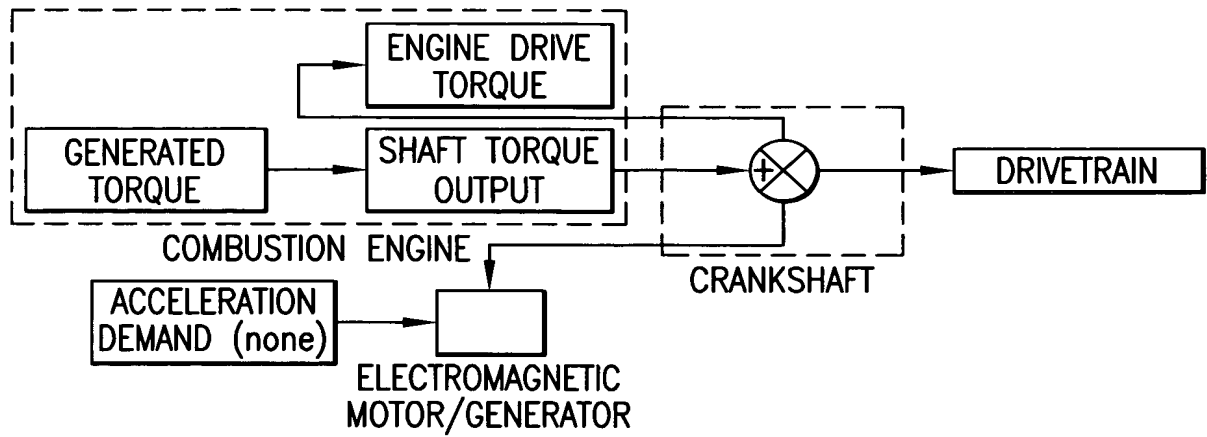 ENGINE DRIVE
TORQUE
GENERATED
TORQUE
SHAFT TORQUE
OUTPUT
+
DRIVETRAIN
COMBUSTION ENGINE
CRANKSHAFT
ACCELERATION
DEMAND (none)
ELECTROMAGNETIC
MOTOR/GENERATOR